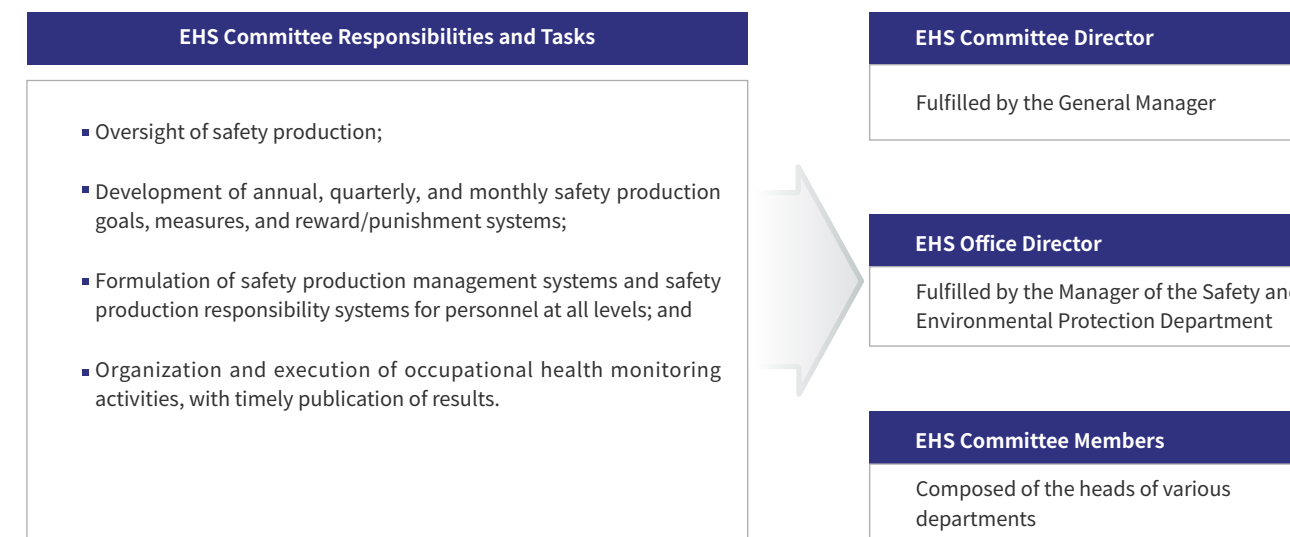 EHS Committee Responsibilities and Tasks
Oversight of safety production;
Development of annual, quarterly, and monthly safety production
goals, measures, and reward/punishment systems;
Formulation of safety production management systems and safety
production responsibility systems for personnel at all levels; and
Organization and execution of occupational health monitoring
activities, with timely publication of results.
EHS Committee Director
Fulfilled by the General Manager
EHS Office Director
Fulfilled by the Manager of the Safety
Environmental Protection Department
EHS Committee Members
Composed of the heads of various
departments